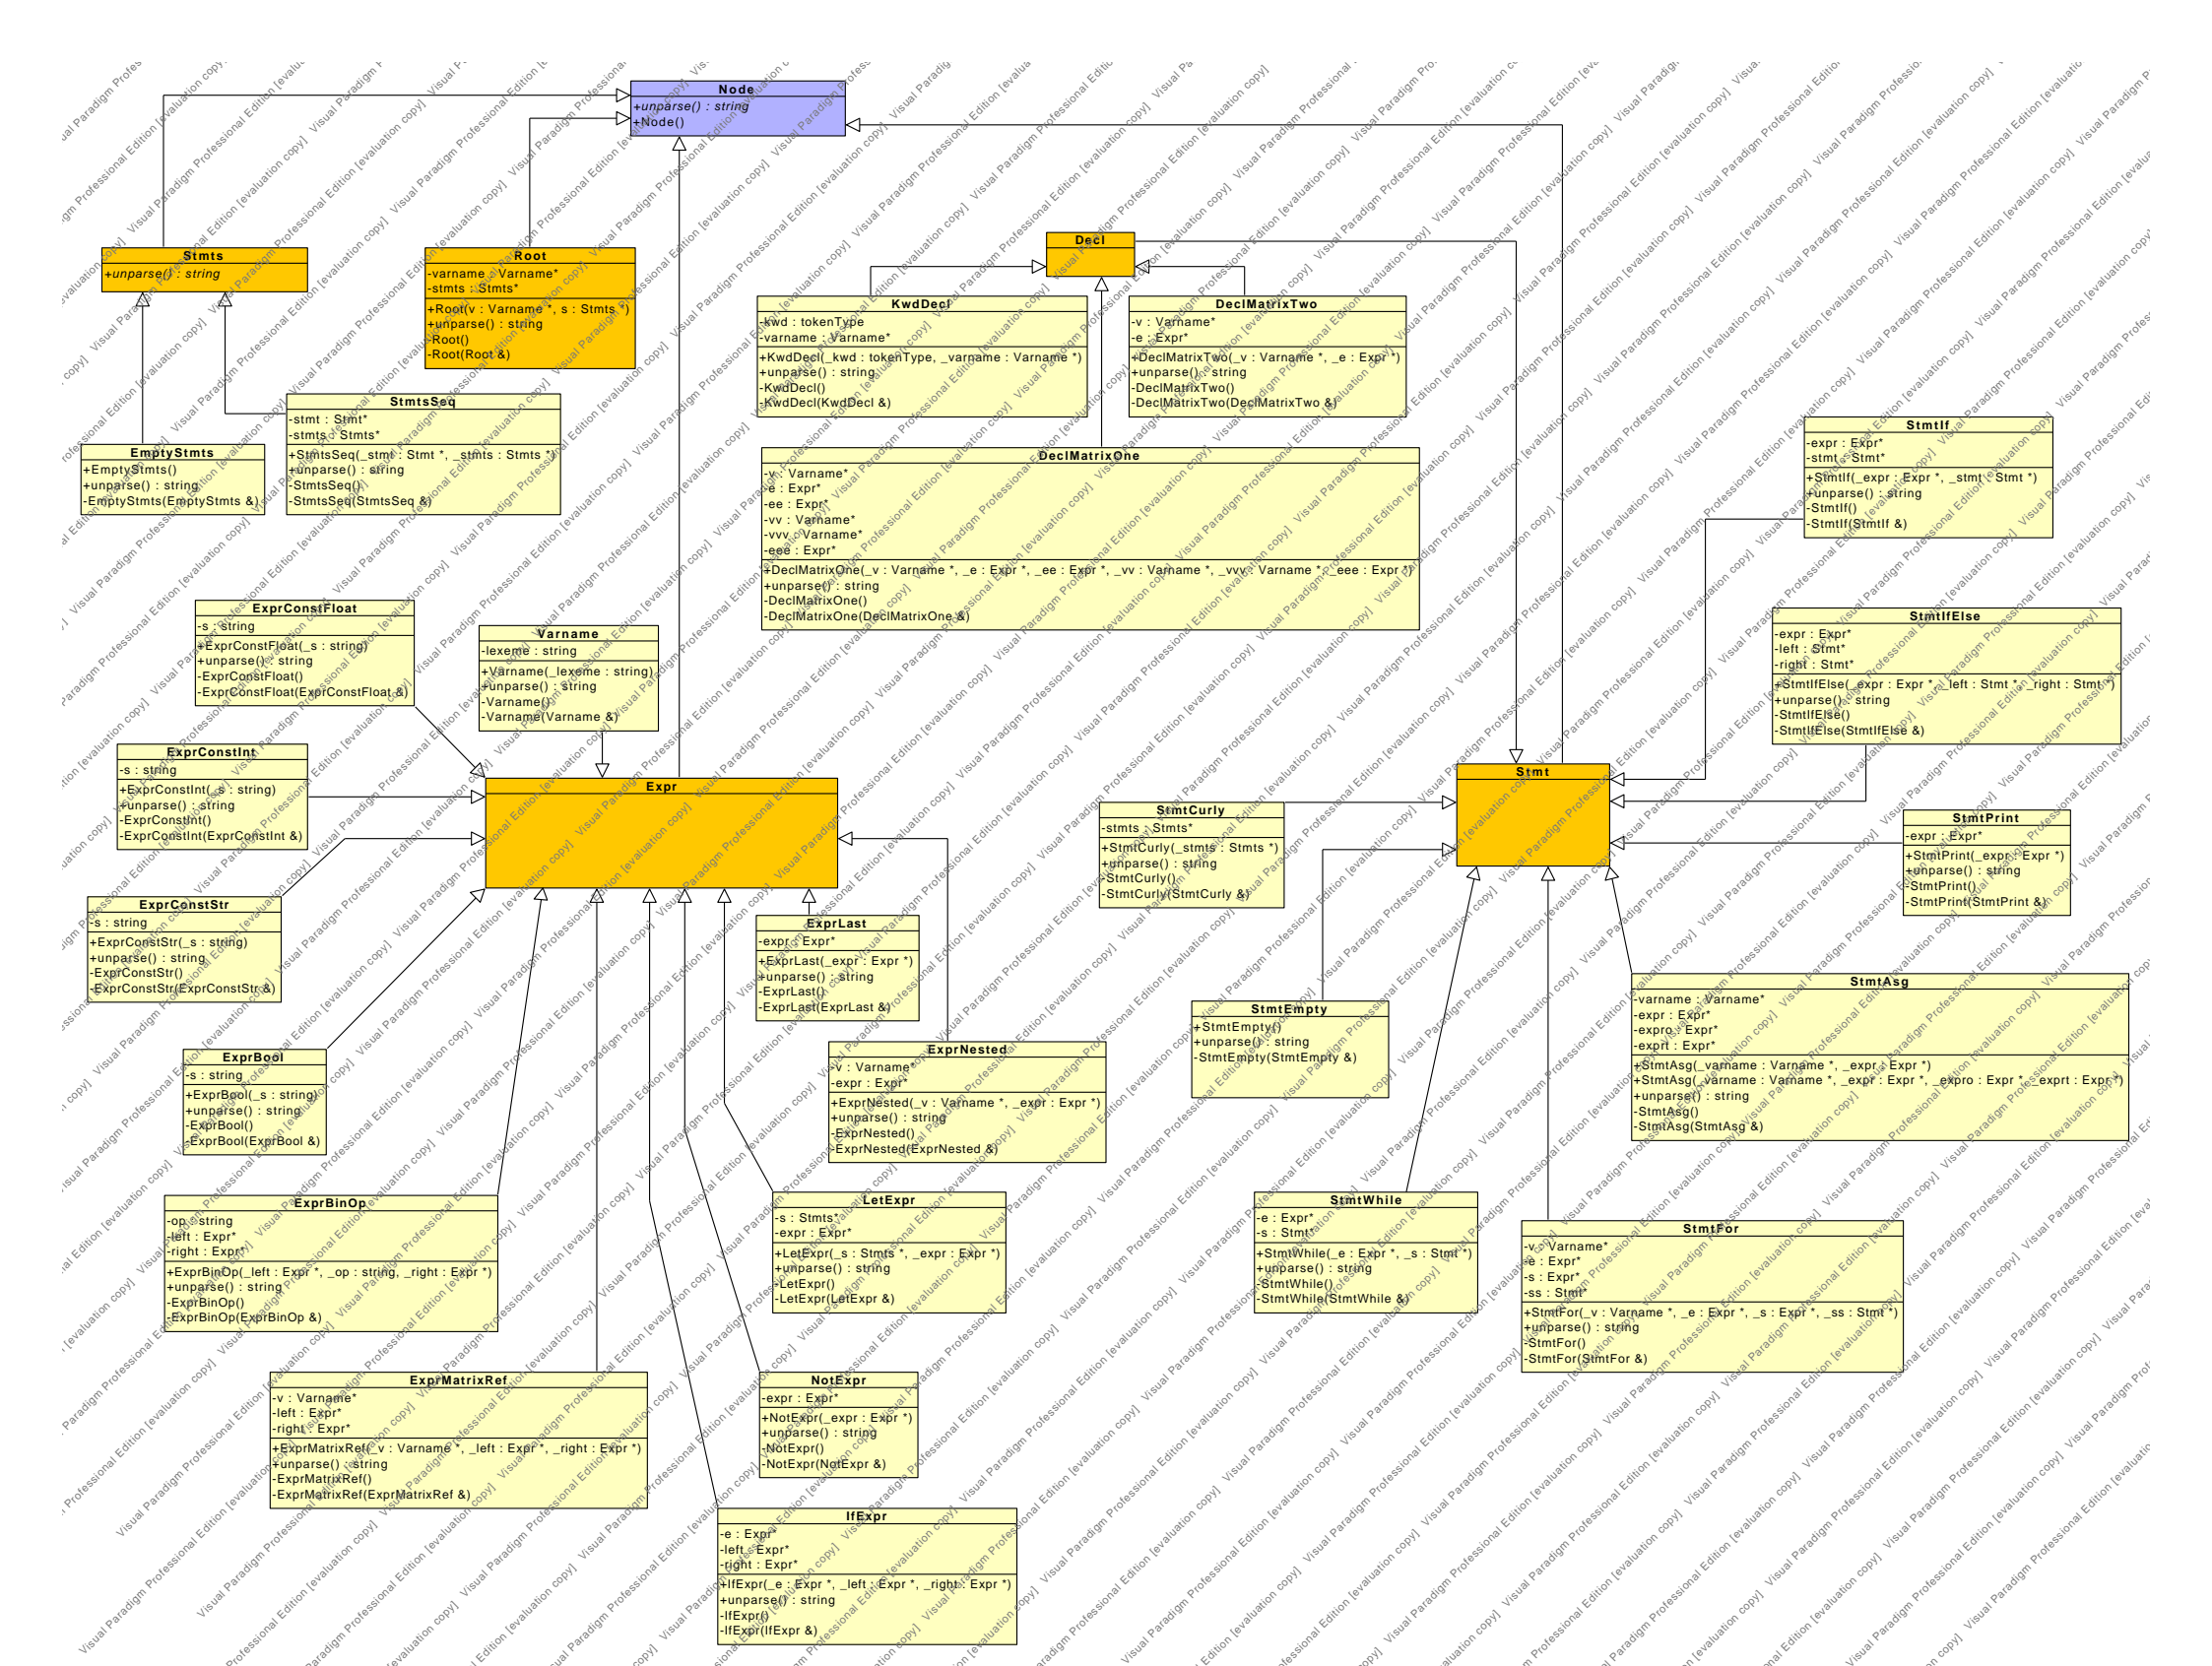 Node
+unparse() : string
+Node()
Stmts
+unparse() : string
Root
-varname : Varname*
-stmts : Stmts*
+Root(v : Varname *, s : Stmts *)
+unparse() : string
-Root()
-Root(Root &)
Decl
KwdDecl
-kwd : tokenType
-varname : Varname*
+KwdDecl(_kwd : tokenType, _varname : Varname *)
+unparse() : string
-KwdDecl()
-KwdDecl(KwdDecl &)
DeclMatrixTwo
-v : Varname*
-e : Expr*
+DeclMatrixTwo(_v : Varname *, _e : Expr *)
+unparse() : string
-DeclMatrixTwo()
-DeclMatrixTwo(DeclMatrixTwo &)
StmtsSeq
-stmt : Stmt*
-stmts : Stmts*
+StmtsSeq(_stmt : Stmt *, _stmts : Stmts *)
+unparse() : string
-StmtsSeq()
-StmtsSeq(StmtsSeq &)
EmptyStmts
+EmptyStmts()
+unparse() : string
-EmptyStmts(EmptyStmts &)
DeclMatrixOne
-v : Varname*
-e : Expr*
-ee : Expr*
-vv : Varname*
-vvv : Varname*
-eee : Expr*
+DeclMatrixOne(_v : Varname *, _e : Expr *, _ee : Expr *, _vv : Varname *, _vvv : Varname *, _eee : Expr *)
+unparse() : string
-DeclMatrixOne()
-DeclMatrixOne(DeclMatrixOne &)
StmtIf
-expr : Expr*
-stmt : Stmt*
+StmtIf(_expr : Expr *, _stmt : Stmt *)
+unparse() : string
-StmtIf()
-StmtIf(StmtIf &)
ExprConstFloat
-s : string
+ExprConstFloat(_s : string)
+unparse() : string
-ExprConstFloat()
-ExprConstFloat(ExprConstFloat &)
Varname
-lexeme : string
+Varname(_lexeme : string)
+unparse() : string
-Varname()
-Varname(Varname &)
StmtIfElse
-expr : Expr*
-left : Stmt*
-right : Stmt*
+StmtIfElse(_expr : Expr *, _left : Stmt *, _right : Stmt *)
+unparse() : string
-StmtIfElse()
-StmtIfElse(StmtIfElse &)
ExprConstInt
-s : string
+ExprConstInt(_s : string)
+unparse() : string
-ExprConstInt()
-ExprConstInt(ExprConstInt &)
Expr
Stmt
StmtCurly
-stmts : Stmts*
+StmtCurly(_stmts : Stmts *)
+unparse() : string
-StmtCurly()
-StmtCurly(StmtCurly &)
StmtPrint
-expr : Expr*
+StmtPrint(_expr : Expr *)
+unparse() : string
-StmtPrint()
-StmtPrint(StmtPrint &)
ExprConstStr
-s : string
+ExprConstStr(_s : string)
+unparse() : string
-ExprConstStr()
-ExprConstStr(ExprConstStr &)
ExprLast
-expr : Expr*
+ExprLast(_expr : Expr *)
+unparse() : string
-ExprLast()
-ExprLast(ExprLast &)
StmtAsg
-varname : Varname*
-expr : Expr*
-expro : Expr*
-exprt : Expr*
+StmtAsg(_varname : Varname *, _expr : Expr *)
+StmtAsg(_varname : Varname *, _expr : Expr *, _expro : Expr *, _exprt : Expr *)
+unparse() : string
-StmtAsg()
-StmtAsg(StmtAsg &)
StmtEmpty
+StmtEmpty()
+unparse() : string
-StmtEmpty(StmtEmpty &)
ExprBool
-s : string
+ExprBool(_s : string)
+unparse() : string
-ExprBool()
-ExprBool(ExprBool &)
ExprNested
-v : Varname*
-expr : Expr*
+ExprNested(_v : Varname *, _expr : Expr *)
+unparse() : string
-ExprNested()
-ExprNested(ExprNested &)
ExprBinOp
-op : string
-left : Expr*
-right : Expr*
+ExprBinOp(_left : Expr *, _op : string, _right : Expr *)
+unparse() : string
-ExprBinOp()
-ExprBinOp(ExprBinOp &)
LetExpr
-s : Stmts*
-expr : Expr*
+LetExpr(_s : Stmts *, _expr : Expr *)
+unparse() : string
-LetExpr()
-LetExpr(LetExpr &)
StmtWhile
-e : Expr*
-s : Stmt*
+StmtWhile(_e : Expr *, _s : Stmt *)
+unparse() : string
-StmtWhile()
-StmtWhile(StmtWhile &)
StmtFor
-v : Varname*
-e : Expr*
-s : Expr*
-ss : Stmt*
+StmtFor(_v : Varname *, _e : Expr *, _s : Expr *, _ss : Stmt *)
+unparse() : string
-StmtFor()
-StmtFor(StmtFor &)
ExprMatrixRef
-v : Varname*
-left : Expr*
-right : Expr*
+ExprMatrixRef(_v : Varname *, _left : Expr *, _right : Expr *)
+unparse() : string
-ExprMatrixRef()
-ExprMatrixRef(ExprMatrixRef &)
NotExpr
-expr : Expr*
+NotExpr(_expr : Expr *)
+unparse() : string
-NotExpr()
-NotExpr(NotExpr &)
IfExpr
-e : Expr*
-left : Expr*
-right : Expr*
+IfExpr(_e : Expr *, _left : Expr *, _right : Expr *)
+unparse() : string
-IfExpr()
-IfExpr(IfExpr &)
Visual Paradigm Professional Edition [evaluation copy]